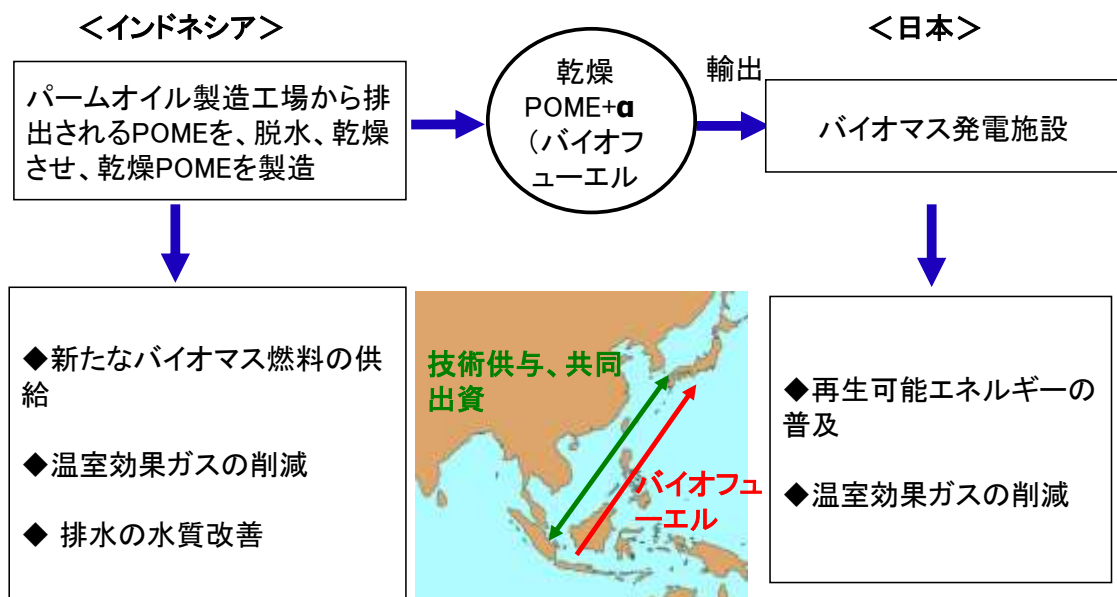 ＜インドネシア＞
＜日本＞
パームオイル製造工場から排
出されるPOMEを、脱水、乾燥
させ、乾燥POMEを製造
乾燥
POME+α
（バイオフ
ューエル
輸出
バイオマス発電施設
◆新たなバイオマス燃料の供
給
◆温室効果ガスの削減
◆ 排水の水質改善
技術供与、共同
出資
バイオフュ
ーエル
◆再生可能エネルギーの
普及
◆温室効果ガスの削減